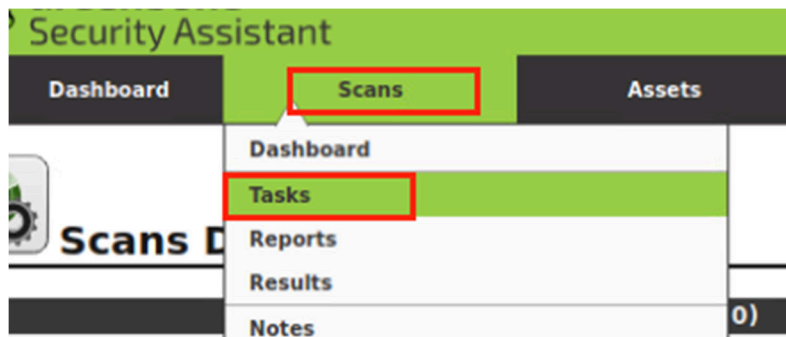 Security Assistant
Dashboard Scans Assets
Dashboard
Tasks
Scans D
Reports
Results
0)
Notes